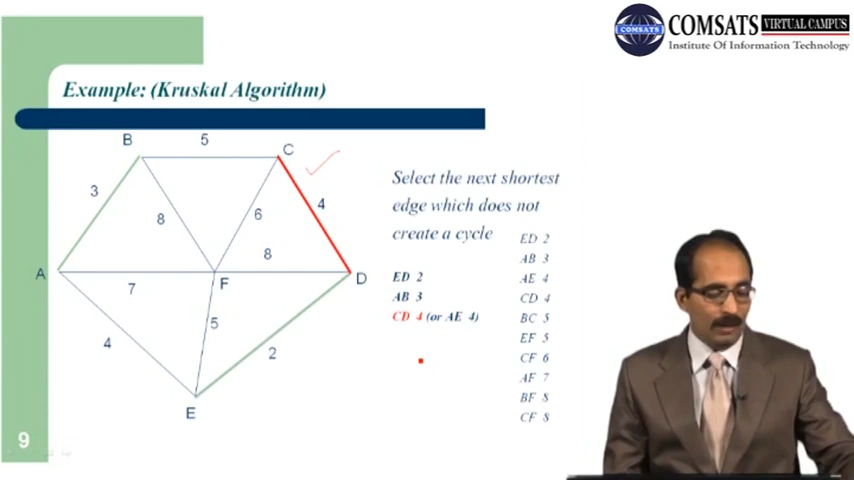 COMSATS VIRTUAL CAMPUS
COMSATS
Institute Of Information Technology
Example: (Kruskal Algorithm)
B
5
C
3
8
6
4
8
A
7
F
D
5
4
2
E
Select the next shortest
edge which does not
create a cycle
ED 2
AB 3
CD 4 (or AE 4)
ED 2
AB 3
AE 4
CD 4
BC 5
EF 5
CF 6
AF 7
BF 8
CF 8
9